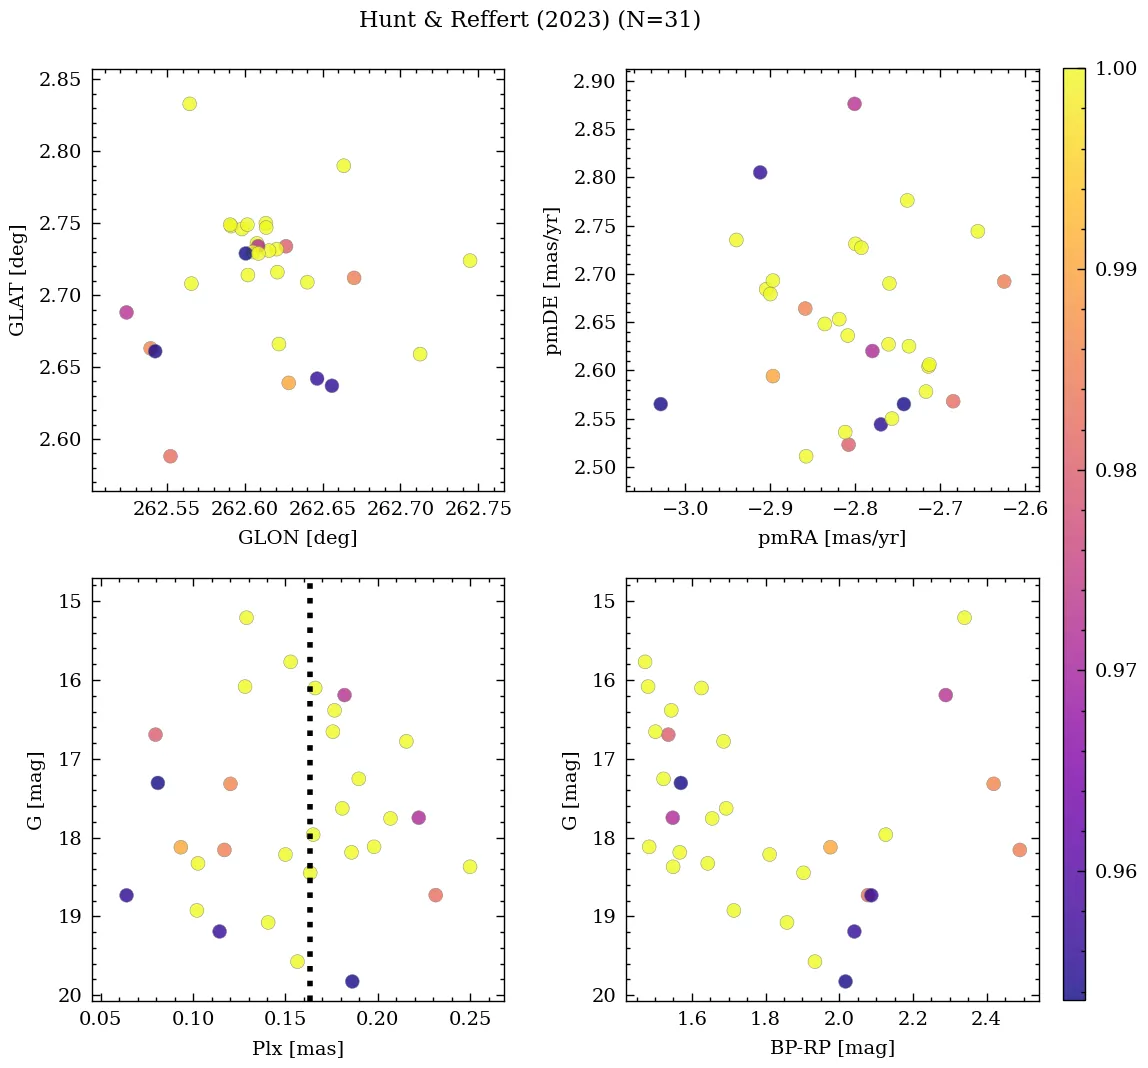 Hunt & Reffert (2023) (N=31)
2.85
2.80
2.75
2.70
2.65
2.60
GLAT [deg]
262.55 262.60 262.65 262.70 262.75
GLON [deg]
2.90
2.85
2.80
2.75
2.70
2.65
2.60
2.55
2.50
pmDE [mas/yr]
−3.0 −2.9 −2.8 −2.7 −2.6
pmRA [mas/yr]
1.00
0.99
0.98
0.97
0.96
15
16
17
18
19
20
G [mag]
0.05 0.10 0.15 0.20 0.25
Plx [mas]
15
16
17
18
19
20
G [mag]
1.6 1.8 2.0 2.2 2.4
BP-RP [mag]